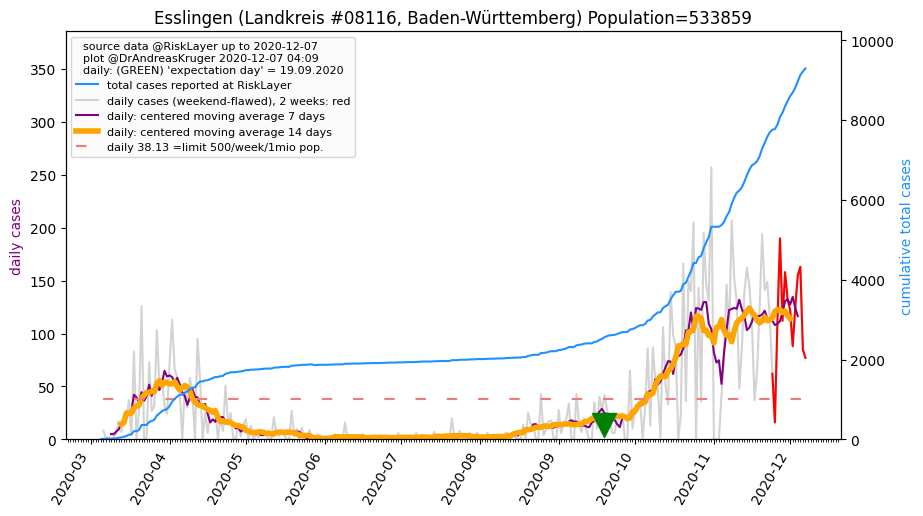 Esslingen (Landkreis #08116, Baden-Württemberg) Population=533859
source data @RiskLayer up to 2020-12-07
plot @DrAndreasKruger 2020-12-07 04:09
daily: (GREEN) 'expectation day' = 19.09.2020
total cases reported at RiskLayer
daily cases (weekend-flawed), 2 weeks: red
daily: centered moving average 7 days
daily: centered moving average 14 days
daily 38.13 =limit 500/week/1mio pop.
daily cases
350
300
250
200
150
100
50
0
10000
8000
6000
4000
2000
0
cumulative total cases
2020-03
2020-04
2020-05
2020-06
2020-07
2020-08
2020-09
2020-10
2020-11
2020-12